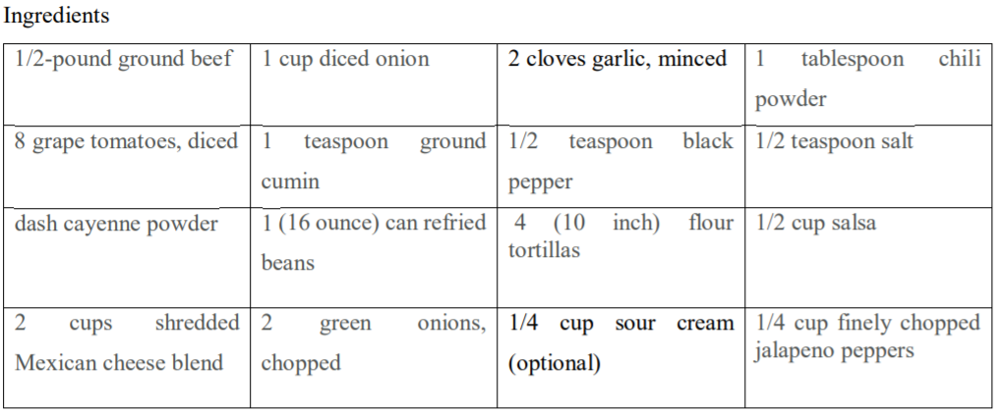 Ingredients
1/2-pound ground beef
1 cup diced onion
2 cloves garlic, minced
1 tablespoon chili
powder
8 grape tomatoes, diced
1 teaspoon ground
cumin
1/2 teaspoon black
pepper
1/2 teaspoon salt
dash cayenne powder
1 (16 ounce) can refried
beans
4 (10 inch) flour
tortillas
1/2 cup salsa
2 cups shredded
Mexican cheese blend
2 green onions,
chopped
1/4 cup sour cream
(optional)
1/4 cup finely chopped
jalapeno peppers